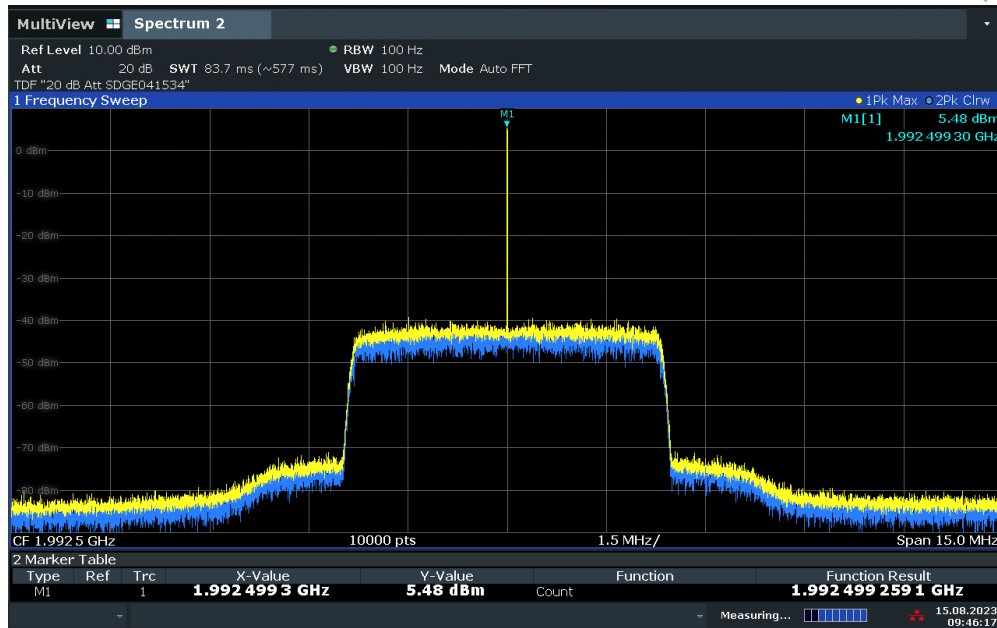 MultiView Spectrum 2
Ref Level 10.00 dBm RBW 100 Hz
Att 20 dB SWT 83.7 ms (~577 ms) VBW 100 Hz Mode Auto FFT
TDF "20 dB Att SDGE041534"
1 Frequency Sweep 1Pk Max 2Pk Clrw
M1
M1[1] 5.48 dBm
1.992 499 30 GHz
0 dBm
-10 dBm
-20 dBm
-30 dBm
-40 dBm
-50 dBm
-60 dBm
-70 dBm
-80 dBm
CF 1.9925 GHz 10000 pts 1.5 MHz/ Span 15.0 MHz
2 Marker Table
Type Ref Trc X-Value Y-Value Function Function Result
M1 1 1.992 499 3 GHz 5.48 dBm Count 1.992 499 259 1 GHz
Measuring... 15.08.2023
09:46:17